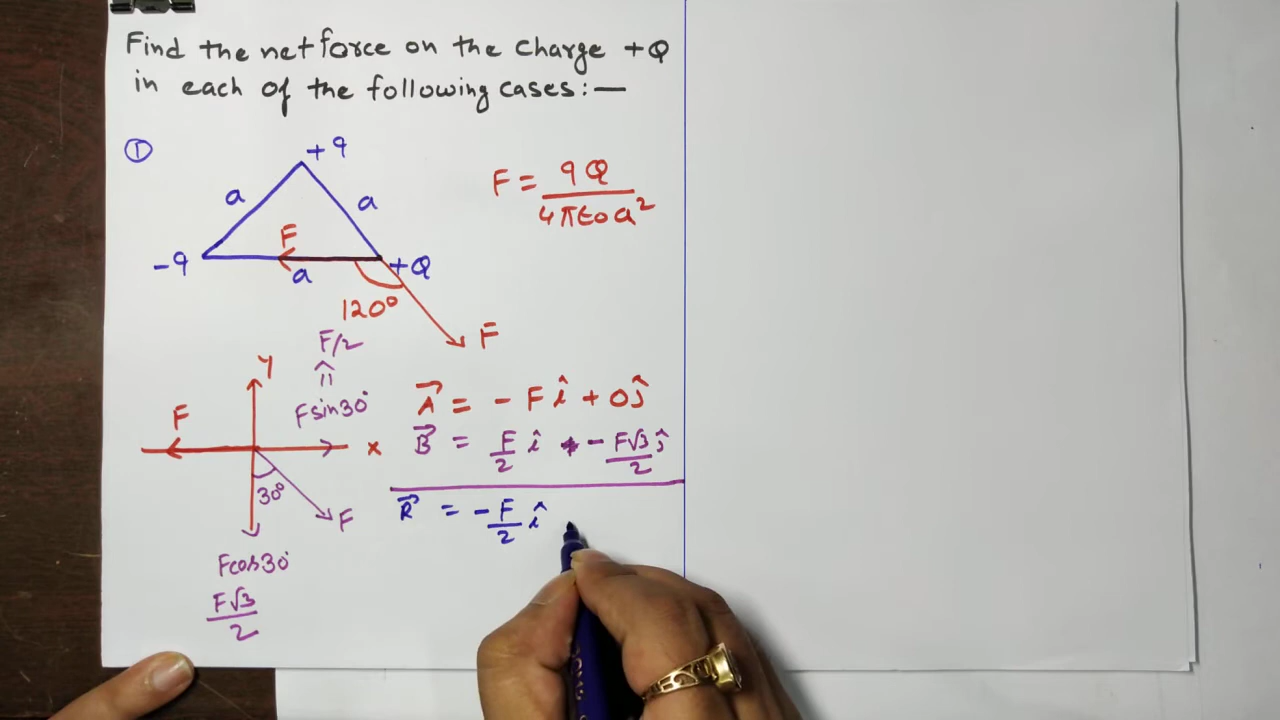 Find the net force on the charge +Q
in each of the following cases:—
①
+q
a
a
F
-q
a
+Q
120°
F
F = qQ / 4πε₀a²
y
F
x
F/2
=
Fsin30°
30°
F
Fcos30°
F√3/2
A⃗ = - F î + 0 ĵ
B⃗ = F/2 î - F√3/2 ĵ
R⃗ = - F/2 î